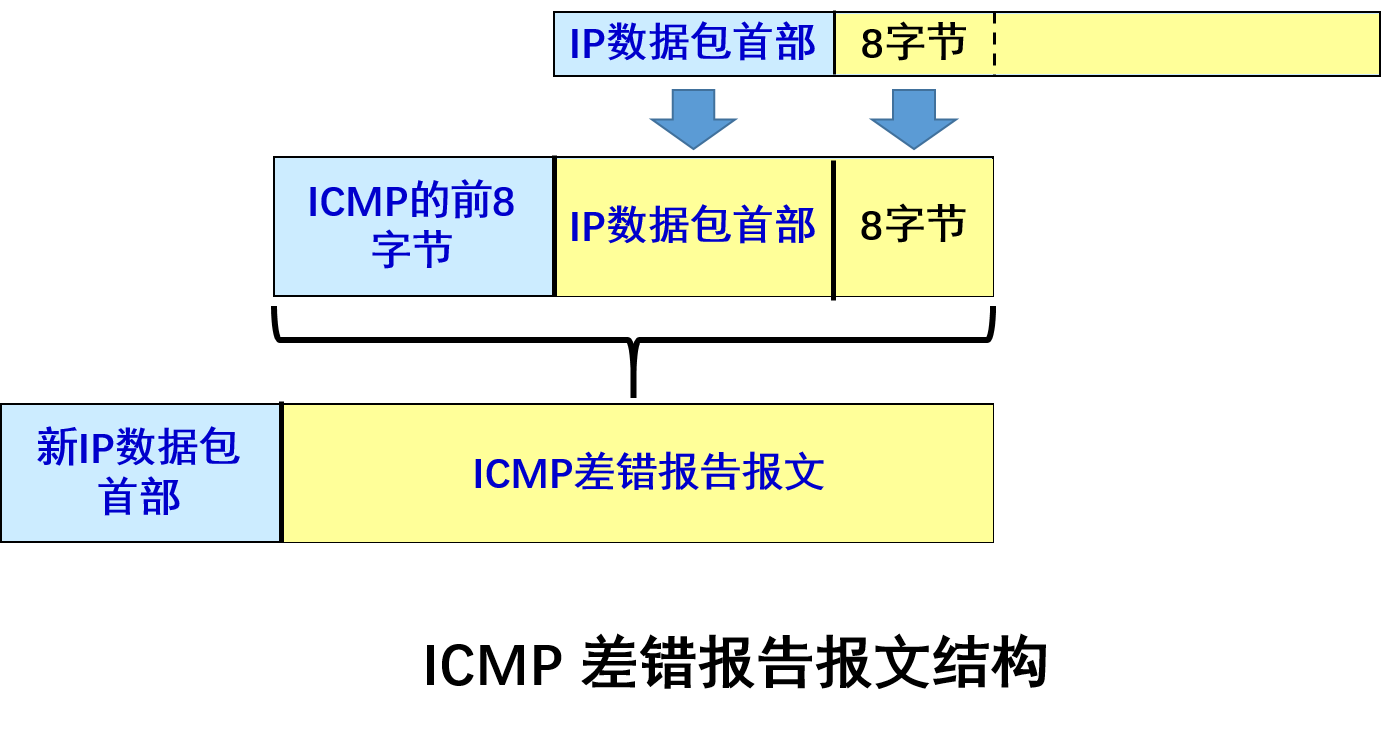 IP数据包首部 8字节
ICMP的前8
字节
IP数据包首部
8字节
新IP数据包
首部
ICMP差错报告报文
ICMP 差错报告报文结构